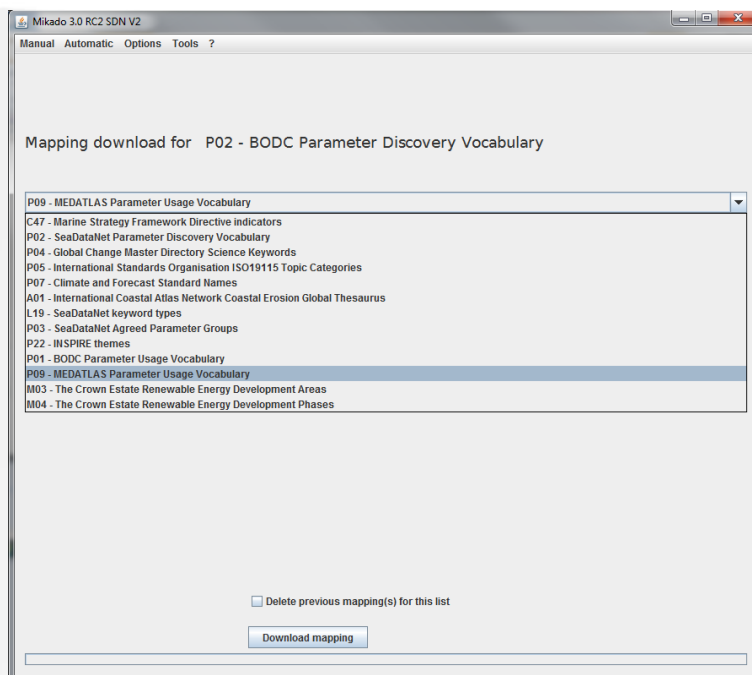 Mikado 3.0 RC2 SDN V2
Manual Automatic Options Tools ?
Mapping download for P02 - BODC Parameter Discovery Vocabulary
P09 - MEDATLAS Parameter Usage Vocabulary
C47 - Marine Strategy Framework Directive indicators
P02 - SeaDataNet Parameter Discovery Vocabulary
P04 - Global Change Master Directory Science Keywords
P05 - International Standards Organisation ISO19115 Topic Categories
P07 - Climate and Forecast Standard Names
A01 - International Coastal Atlas Network Coastal Erosion Global Thesaurus
L19 - SeaDataNet keyword types
P03 - SeaDataNet Agreed Parameter Groups
P22 - INSPIRE themes
P01 - BODC Parameter Usage Vocabulary
P09 - MEDATLAS Parameter Usage Vocabulary
M03 - The Crown Estate Renewable Energy Development Areas
M04 - The Crown Estate Renewable Energy Development Phases
Delete previous mapping(s) for this list
Download mapping